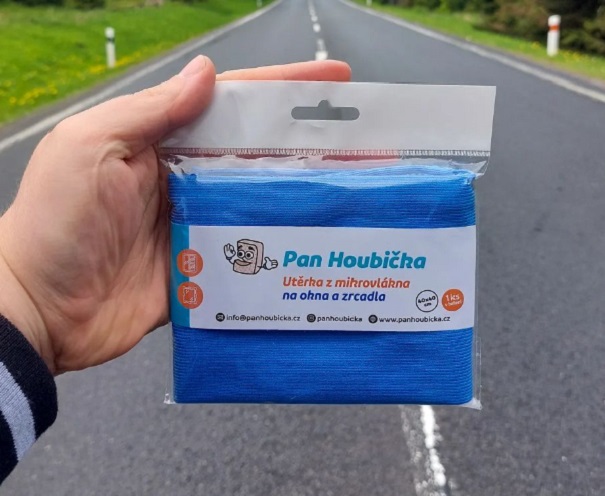 Pan Houbička
Utěrka z mikrovlákna
na okna a zrcadla
40x40
cm
1 ks
info@panhoubicka.cz panhoubicka www.panhoubicka.cz